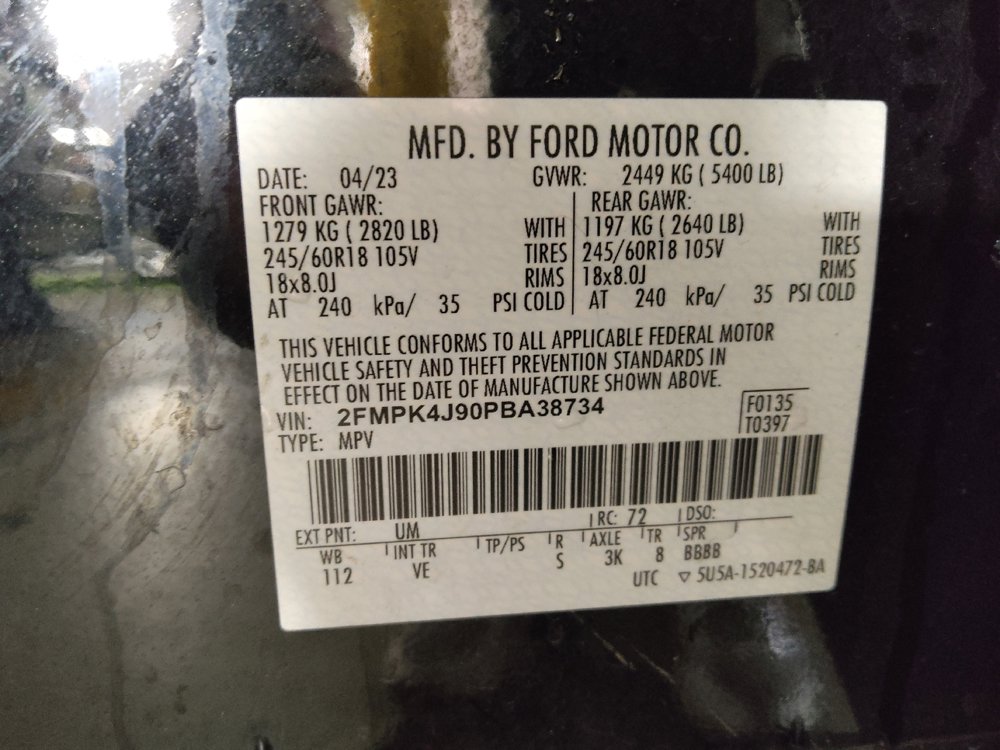 MFD. BY FORD MOTOR CO.
DATE: 04/23 GVWR: 2449 KG ( 5400 LB)
FRONT GAWR: REAR GAWR:
1279 KG ( 2820 LB) WITH 1197 KG ( 2640 LB) WITH
245/60R18 105V TIRES 245/60R18 105V TIRES
18x8.0J RIMS 18x8.0J RIMS
AT 240 kPa/ 35 PSI COLD AT 240 kPa/ 35 PSI COLD
THIS VEHICLE CONFORMS TO ALL APPLICABLE FEDERAL MOTOR
VEHICLE SAFETY AND THEFT PREVENTION STANDARDS IN
EFFECT ON THE DATE OF MANUFACTURE SHOWN ABOVE.
VIN: 2FMPK4J90PBA38734 F0135
TYPE: MPV T0397
EXT PNT: UM RC: 72 DSO:
WB INT TR TP/PS R AXLE TR SPR
112 VE S 3K 8 BBBB
UTC ▽ 5U5A-1520472-BA